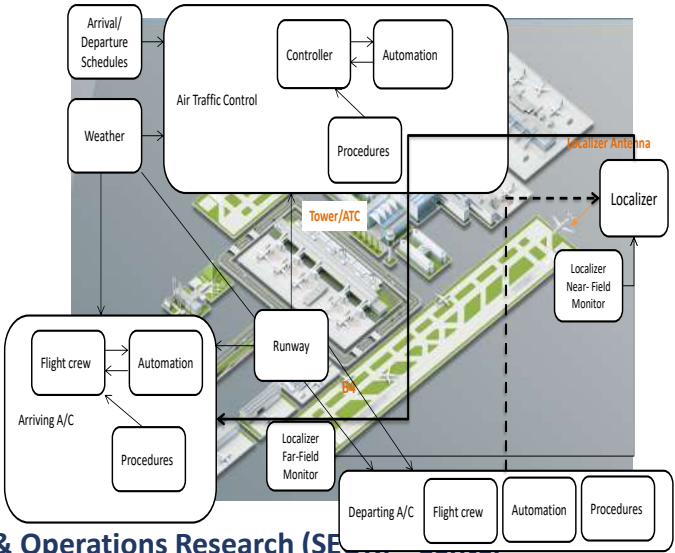 Arrival/
Departure
Schedules
Controller
Automation
Air Traffic Control
Weather
Procedures
Localizer Antenna
Localizer
Tower/ATC
Localizer
Near- Field
Monitor
Flight crew
Automation
Runway
Arriving A/C
B4
Procedures
Localizer
Far-Field
Monitor
Departing A/C
Flight crew
Automation
Procedures
& Operations Research (SE